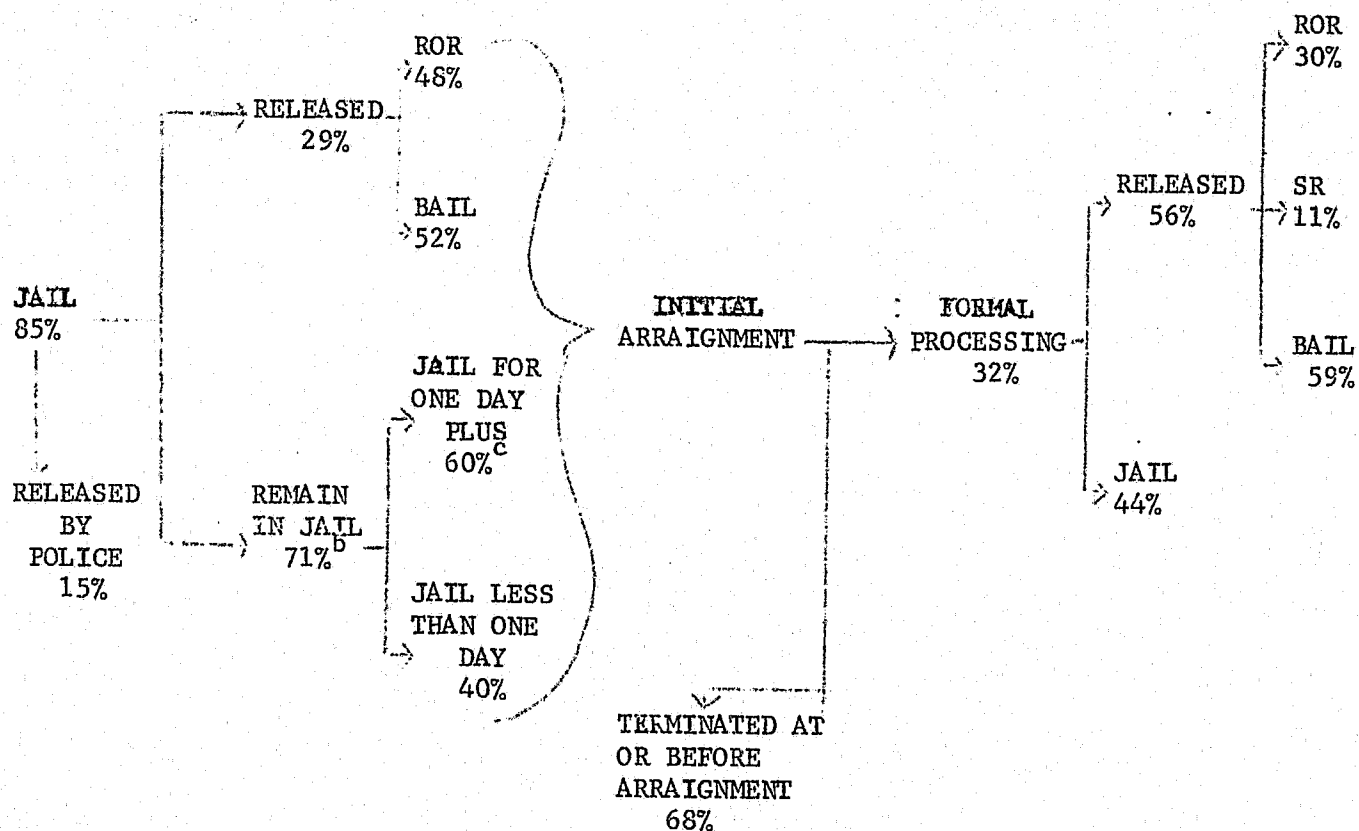 ROR
48%
RELEASED
29%
BAIL
52%
JAIL
85%
RELEASED
BY
POLICE
15%
REMAIN
IN JAIL
71%b
JAIL FOR
ONE DAY
PLUS
60%c
JAIL LESS
THAN ONE
DAY
40%
INITIAL
ARRAIGNMENT
TERMINATED AT
OR BEFORE
ARRAIGNMENT
68%
FORMAL
PROCESSING
32%
RELEASED
56%
JAIL
44%
ROR
30%
SR
11%
BAIL
59%